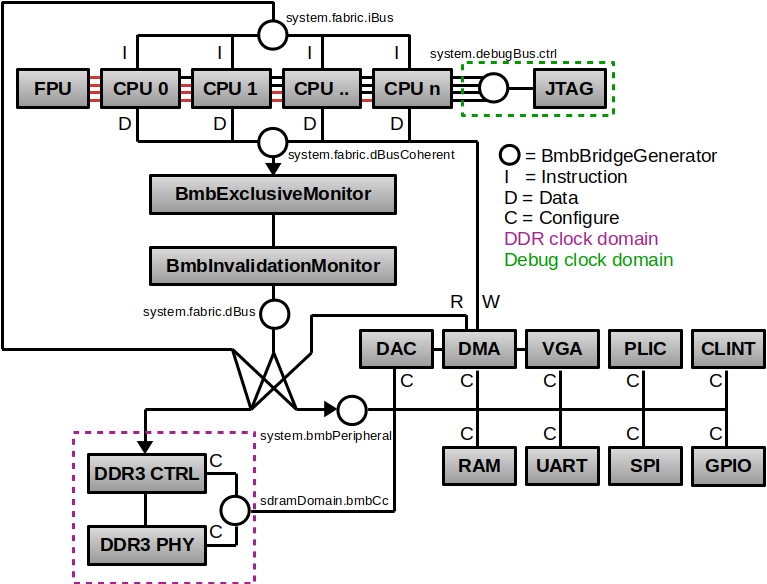 system.fabric.iBus
I I I I
system.debugBus.ctrl
FPU CPU 0 CPU 1 CPU .. CPU n JTAG
D D D D
system.fabric.dBusCoherent
= BmbBridgeGenerator
I = Instruction
D = Data
C = Configure
DDR clock domain
Debug clock domain
BmbExclusiveMonitor
BmbInvalidationMonitor
system.fabric.dBus
R W
DAC DMA VGA PLIC CLINT
C C C C C
system.bmbPeripheral
C C C C
RAM UART SPI GPIO
DDR3 CTRL C
sdramDomain.bmbCc
DDR3 PHY C